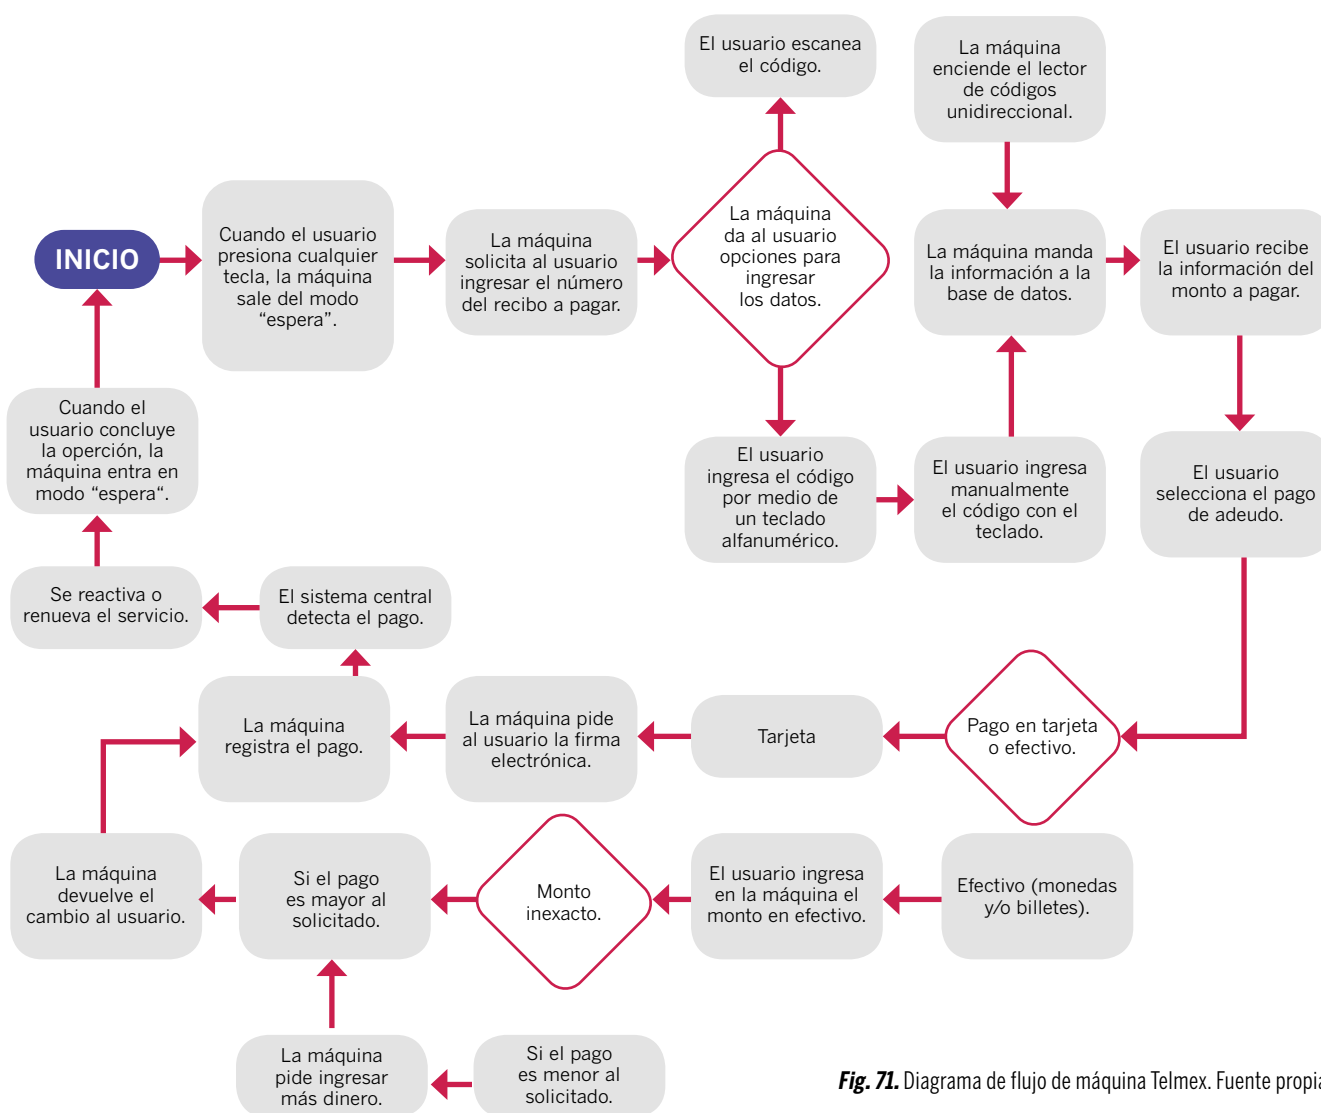 El usuario escanea
el código.
La máquina
enciende el lector
de códigos
unidireccional.
INICIO
Cuando el usuario
presiona cualquier
tecla, la máquina
sale del modo
“espera”.
La máquina
solicita al usuario
ingresar el número
del recibo a pagar.
La máquina
da al usuario
opciones para
ingresar
los datos.
La máquina manda
la información a la
base de datos.
El usuario recibe
la información del
monto a pagar.
Cuando el
usuario concluye
la operción, la
máquina entra en
modo “espera“.
El usuario
ingresa el código
por medio de
un teclado
alfanumérico.
El usuario ingresa
manualmente
el código con el
teclado.
El usuario
selecciona el pago
de adeudo.
Se reactiva o
renueva el servicio.
El sistema central
detecta el pago.
La máquina
registra el pago.
La máquina pide
al usuario la firma
electrónica.
Tarjeta
Pago en tarjeta
o efectivo.
La máquina
devuelve el
cambio al usuario.
Si el pago
es mayor al
solicitado.
Monto
inexacto.
El usuario ingresa
en la máquina el
monto en efectivo.
Efectivo (monedas
y/o billetes).
La máquina
pide ingresar
más dinero.
Si el pago
es menor al
solicitado.
Fig. 71. Diagrama de flujo de máquina Telmex. Fuente propia